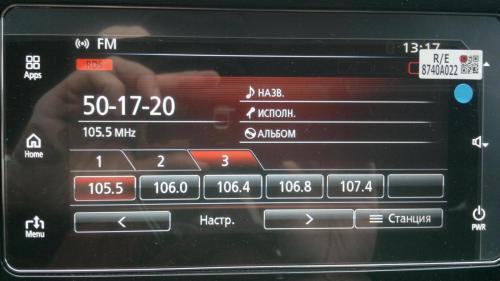 FM 13:17
RDS
R/E
8740A022
Apps
50-17-20
НАЗВ.
ИСПОЛН.
АЛЬБОМ
105.5 MHz
Home
1 2 3
105.5 106.0 106.4 106.8 107.4
< Настр. > Станция
Menu
PWR